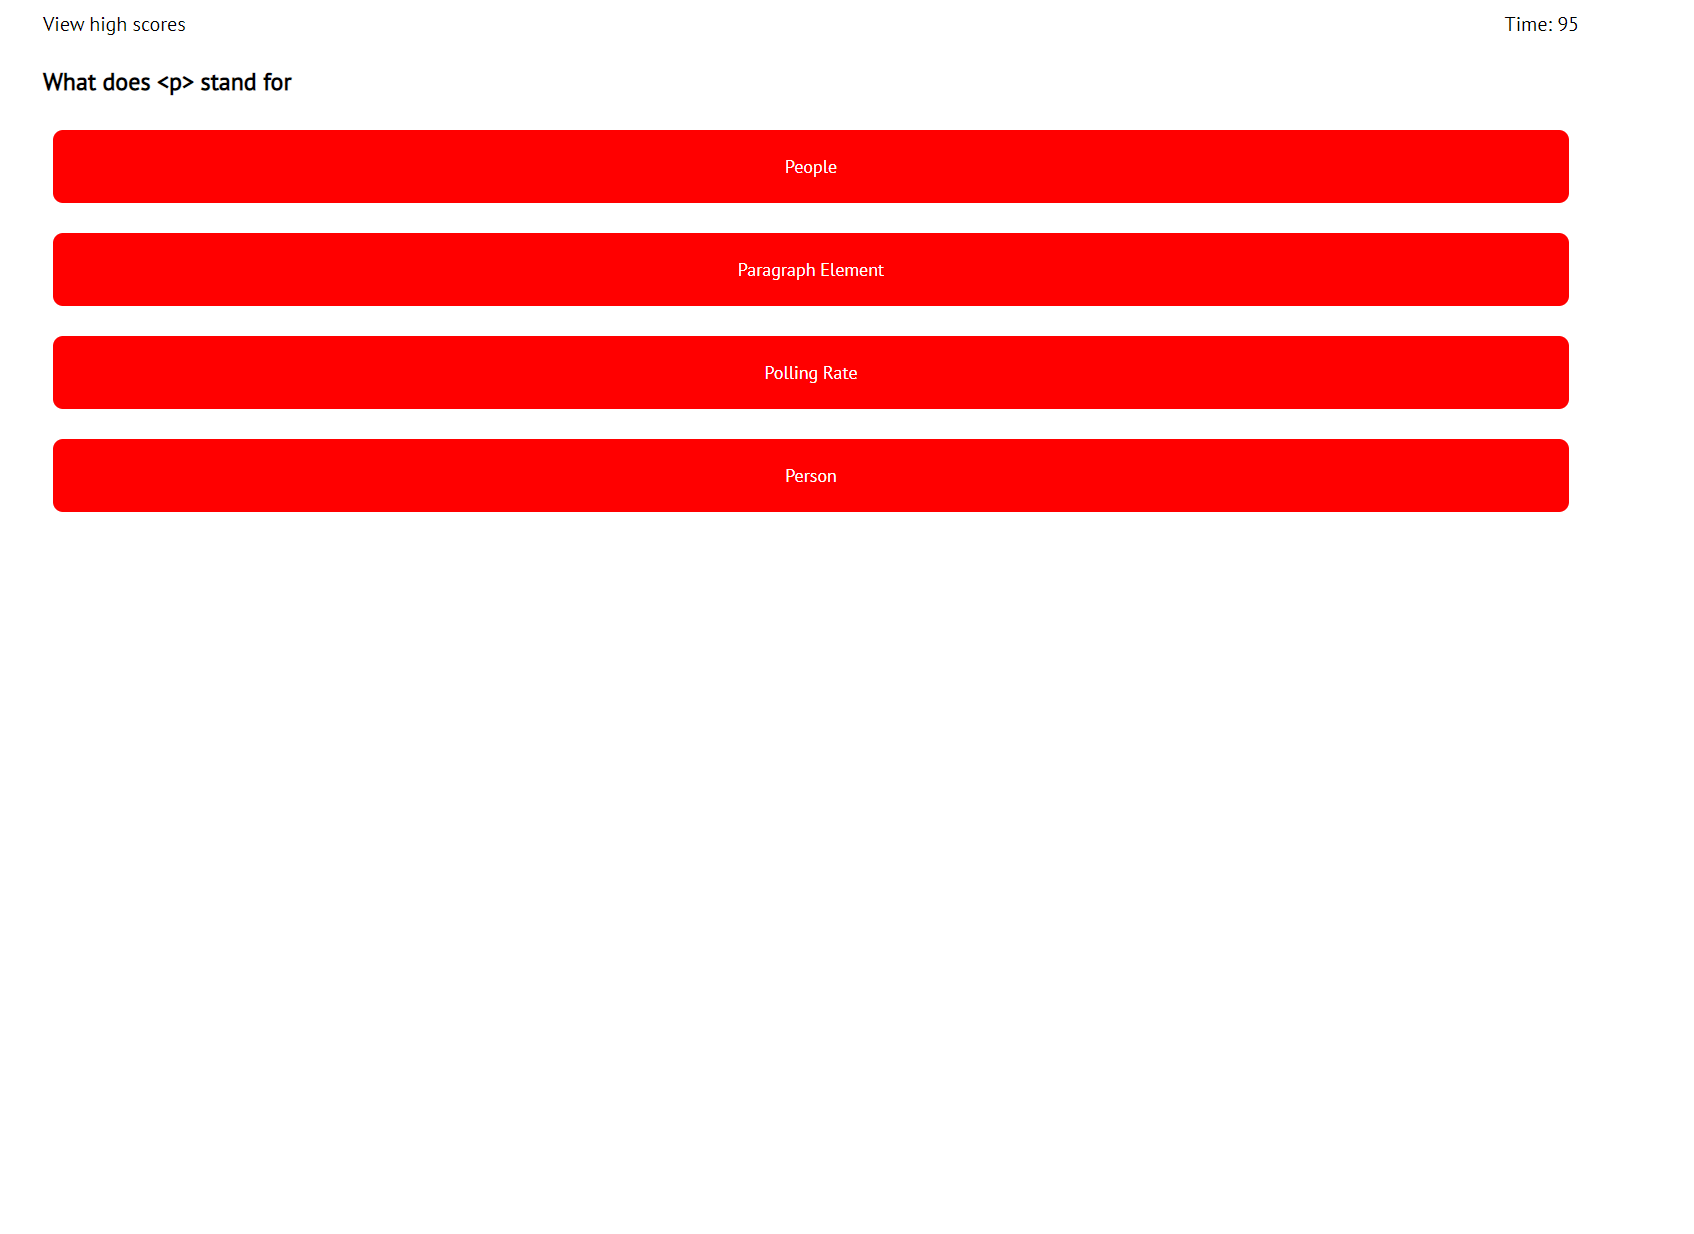 View high scores
Time: 95
What does <p> stand for
People
Paragraph Element
Polling Rate
Person